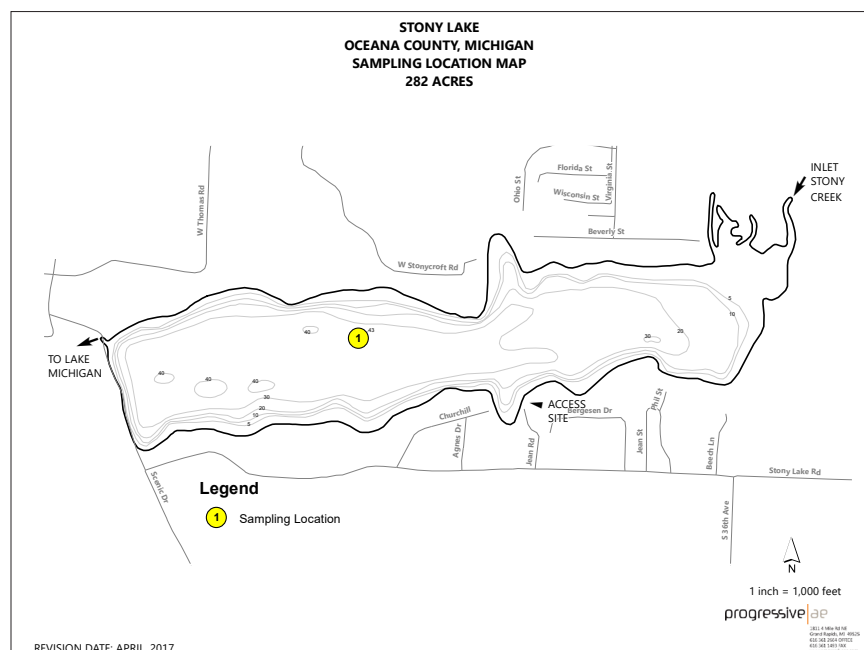 STONY LAKE
OCEANA COUNTY, MICHIGAN
SAMPLING LOCATION MAP
282 ACRES
Florida St
Wisconsin St
Ohio St
Virginia St
Beverly St
INLET
STONY
CREEK
W Thomas Rd
W Stonycroft Rd
5
10
20
30
43
40
1
TO LAKE
MICHIGAN
40
40
40
30
20
10
5
ACCESS
SITE
Churchill
Agnes Dr
Jean Rd
Bergesen Dr
Phil St
Jean St
Beech Ln
Stony Lake Rd
Scenic Dr
S 36th Ave
Legend
1 Sampling Location
N
1 inch = 1,000 feet
progressive|ae
Grand Rapids, MI
REVISION DATE: APRIL 2017